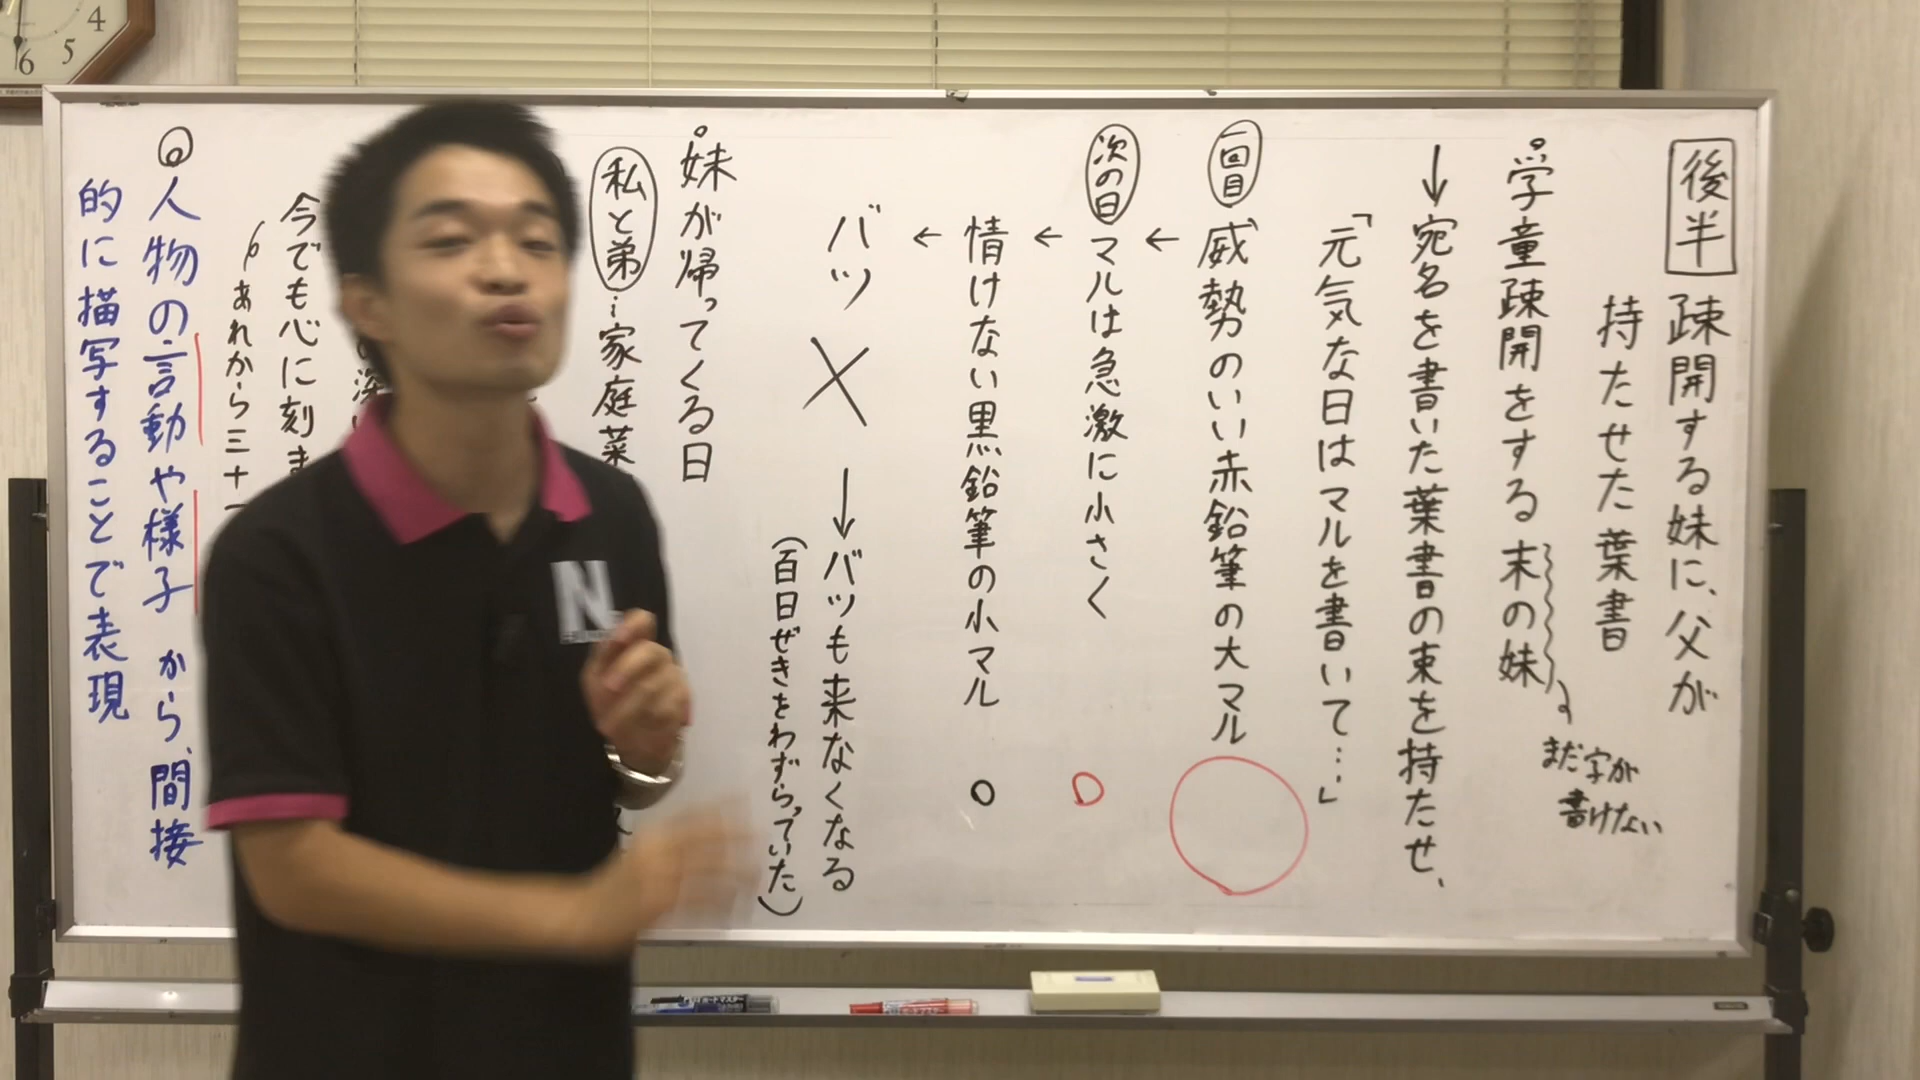 後半
疎開する妹に、父が
持たせた葉書
学童疎開をする末の妹
まだ字が
書けない
↓宛名を書いた葉書の束を持たせ、
「元気な日はマルを書いて…」
一回目 威勢のいい赤鉛筆の大マル
←
次の日 マルは急激に小さく
←
情けない黒鉛筆の小マル
←
バツ ×→バツも来なくなる
(百日ぜきをわずらっていた)
妹が帰ってくる日
私と弟…家庭菜
今でも心に刻ま
あれから三十一
◎人物の言動や様子から、間接
的に描写することで表現
N
4
5
6